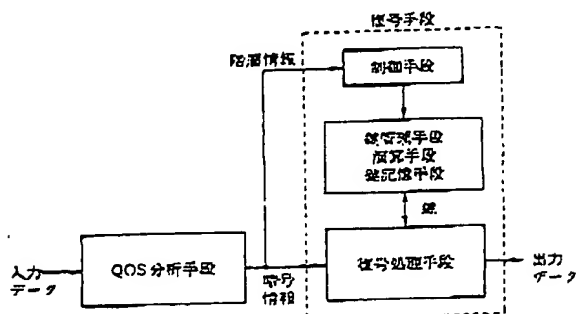 復号手段
階層情報
制御手段
鍵管理手段
演算手段
鍵記憶手段
鍵
入力
データ
QOS分析手段
暗号
情報
復号処理手段
出力
データ